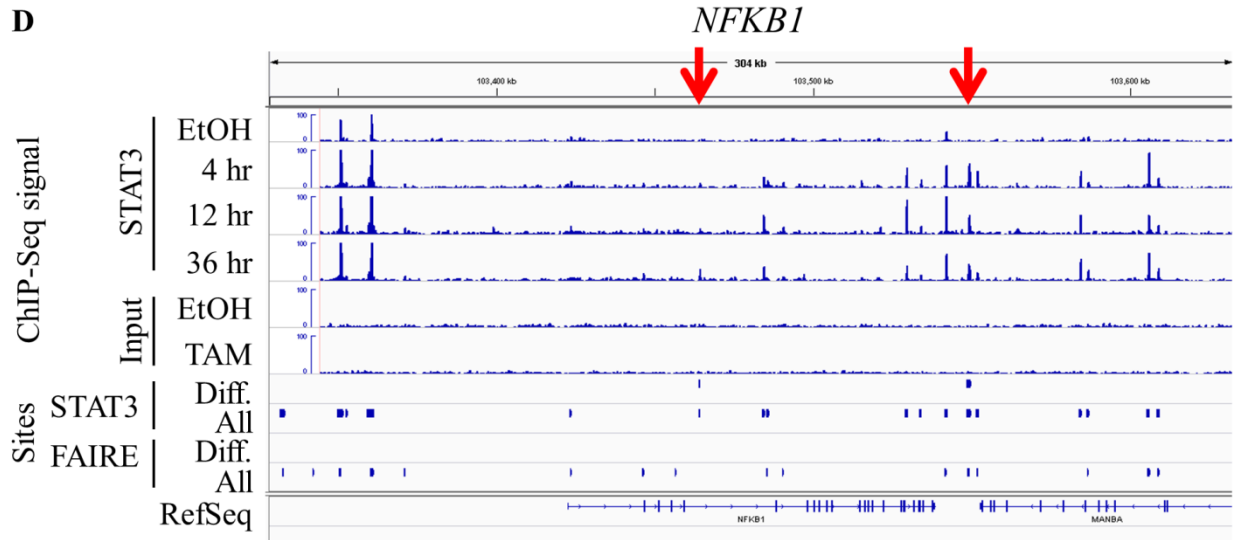 D
NFKB1
304 kb
103,400 kb
103,500 kb
103,600 kb
ChIP-Seq signal
STAT3
EtOH
100
0
4 hr
100
0
12 hr
100
0
36 hr
100
0
Input
EtOH
100
0
TAM
100
0
Sites
STAT3
Diff.
All
FAIRE
Diff.
All
RefSeq
NFKB1
MANBA